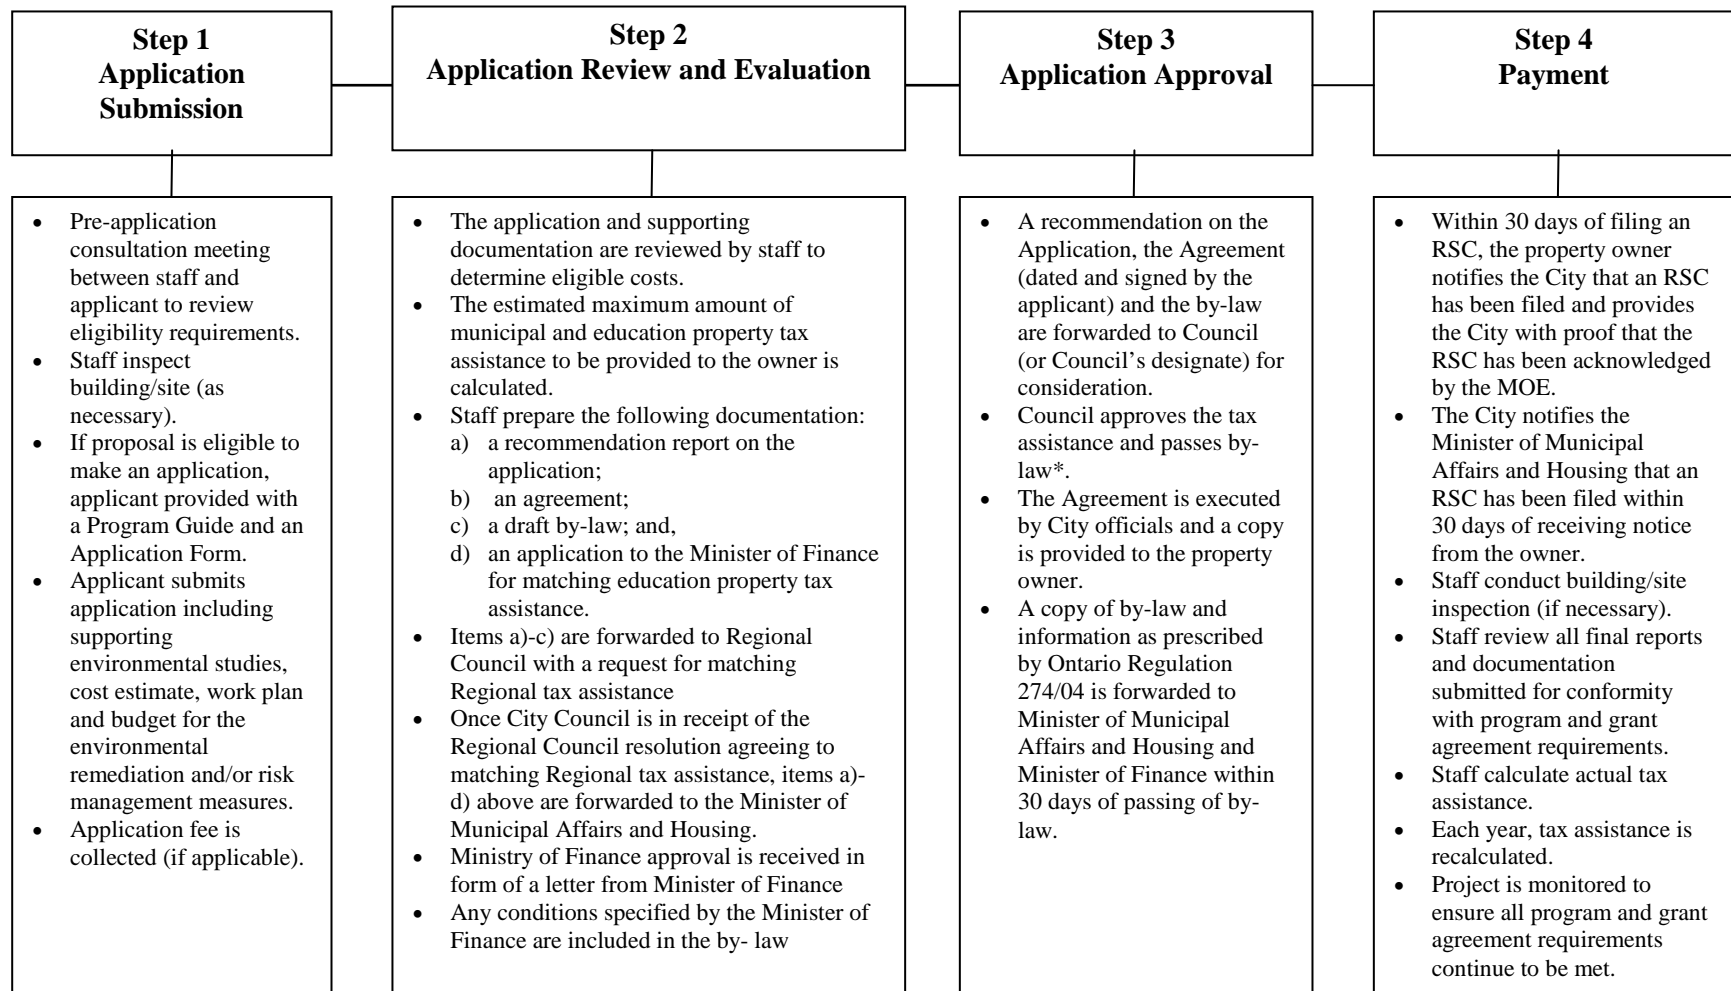 Step 1
Application
Submission
Step 2
Application Review and Evaluation
Step 3
Application Approval
Step 4
Payment
• Pre-application
consultation meeting
between staff and
applicant to review
eligibility requirements.
• Staff inspect
building/site (as
necessary).
• If proposal is eligible to
make an application,
applicant provided with
a Program Guide and an
Application Form.
• Applicant submits
application including
supporting
environmental studies,
cost estimate, work plan
and budget for the
environmental
remediation and/or risk
management measures.
• Application fee is
collected (if applicable).
• The application and supporting
documentation are reviewed by staff to
determine eligible costs.
• The estimated maximum amount of
municipal and education property tax
assistance to be provided to the owner is
calculated.
• Staff prepare the following documentation:
a) a recommendation report on the
application;
b) an agreement;
c) a draft by-law; and,
d) an application to the Minister of Finance
for matching education property tax
assistance.
• Items a)-c) are forwarded to Regional
Council with a request for matching
Regional tax assistance
• Once City Council is in receipt of the
Regional Council resolution agreeing to
matching Regional tax assistance, items a)-
d) above are forwarded to the Minister of
Municipal Affairs and Housing.
• Ministry of Finance approval is received in
form of a letter from Minister of Finance
• Any conditions specified by the Minister of
Finance are included in the by- law
• A recommendation on the
Application, the Agreement
(dated and signed by the
applicant) and the by-law
are forwarded to Council
(or Council’s designate) for
consideration.
• Council approves the tax
assistance and passes by-
law*.
• The Agreement is executed
by City officials and a copy
is provided to the property
owner.
• A copy of by-law and
information as prescribed
by Ontario Regulation
274/04 is forwarded to
Minister of Municipal
Affairs and Housing and
Minister of Finance within
30 days of passing of by-
law.
• Within 30 days of filing an
RSC, the property owner
notifies the City that an RSC
has been filed and provides
the City with proof that the
RSC has been acknowledged
by the MOE.
• The City notifies the
Minister of Municipal
Affairs and Housing that an
RSC has been filed within
30 days of receiving notice
from the owner.
• Staff conduct building/site
inspection (if necessary).
• Staff review all final reports
and documentation
submitted for conformity
with program and grant
agreement requirements.
• Staff calculate actual tax
assistance.
• Each year, tax assistance is
recalculated.
• Project is monitored to
ensure all program and grant
agreement requirements
continue to be met.